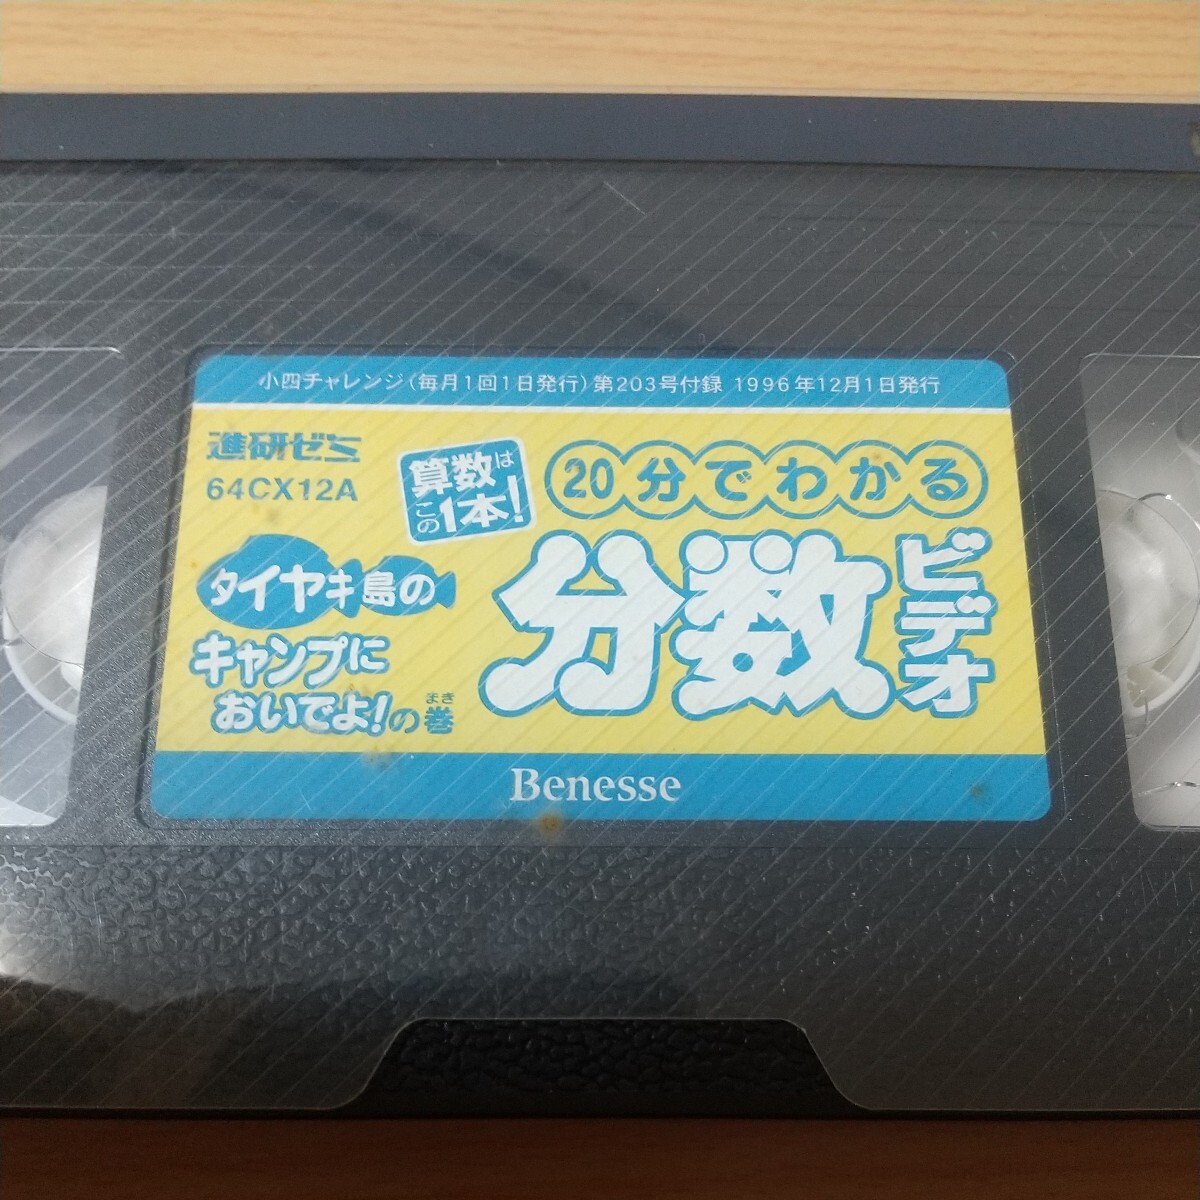 小四チャレンジ(毎月1回1日発行)第203号付録 1996年12月1日発行
進研ゼミ
64CX12A
算数は
この1本!
20分でわかる
分数ビデオ
タイヤキ島の
キャンプに
おいでよ!の巻
まき
Benesse